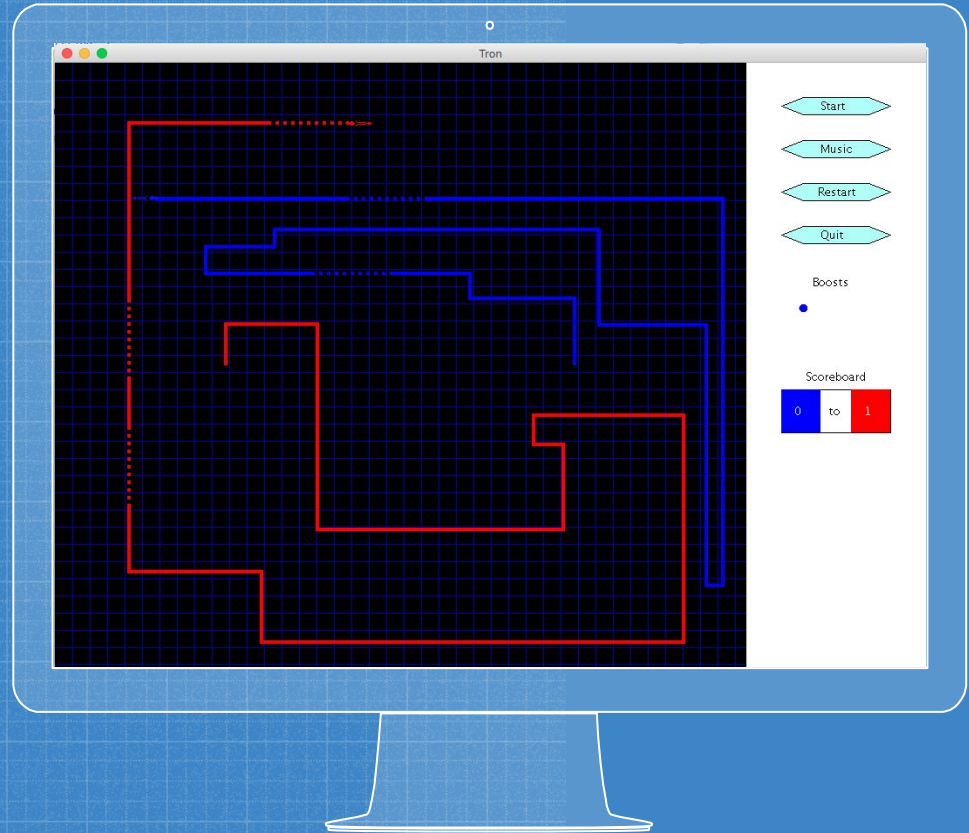 Tron
Start
Music
Restart
Quit
Boosts
Scoreboard
0 to 1